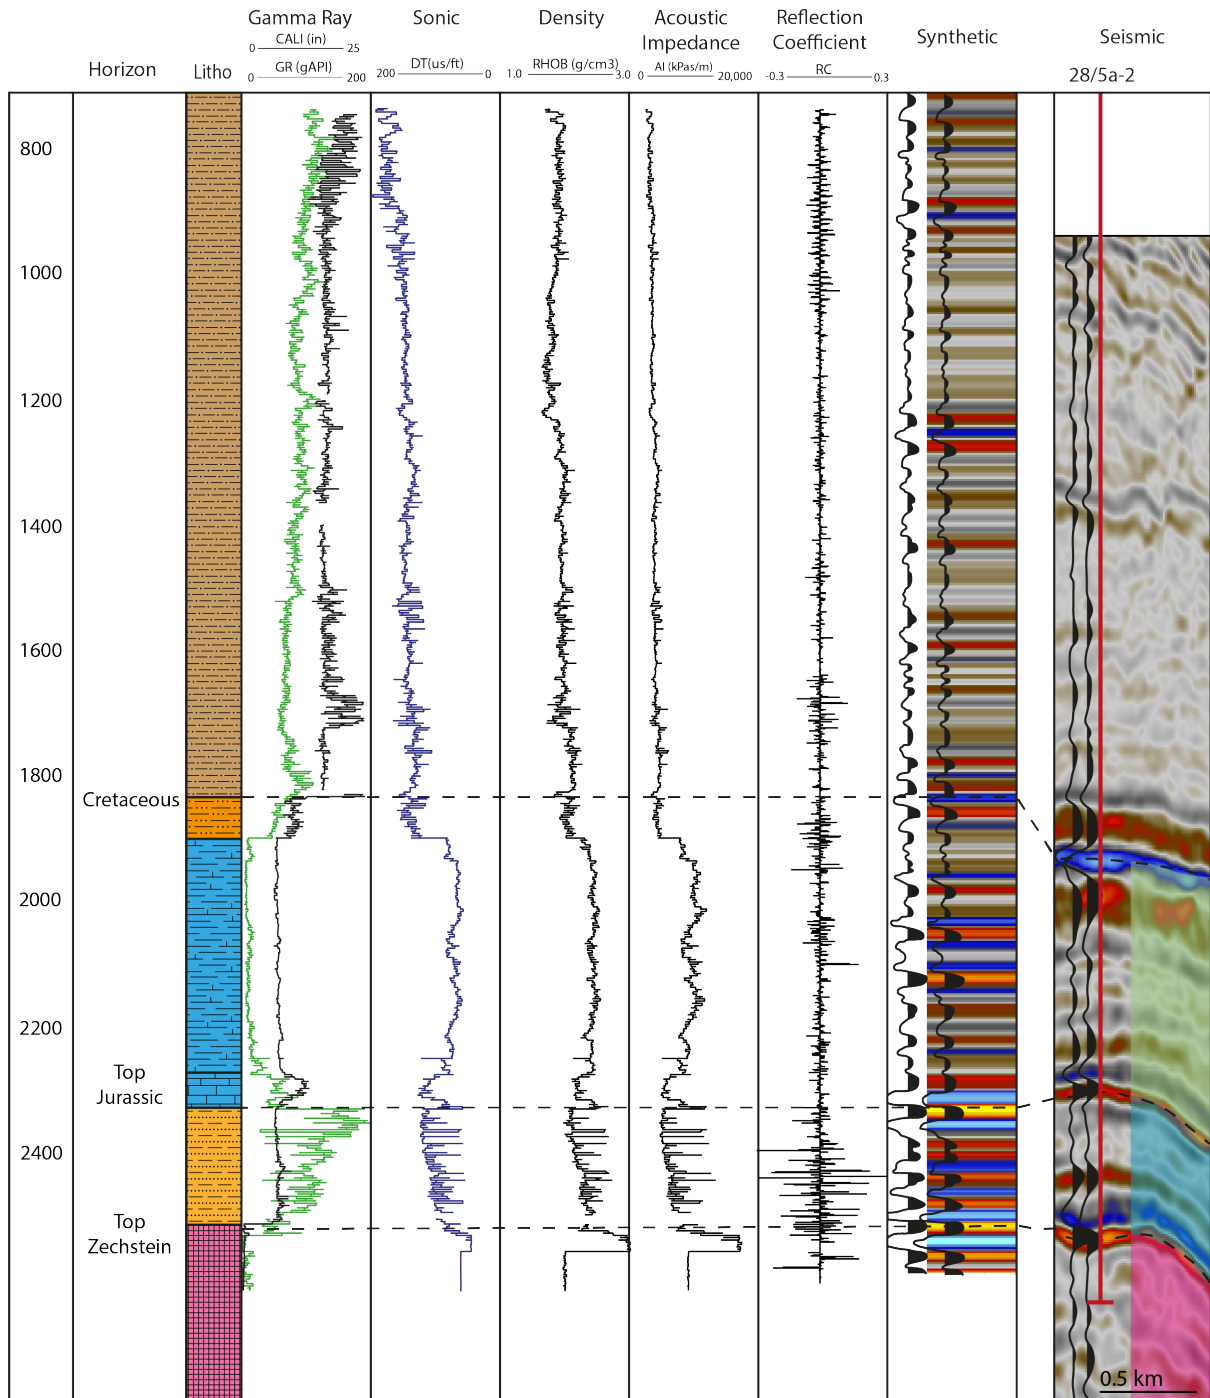 Gamma Ray
CALI (in)
0 25
GR (gAPI)
0 200
Sonic
DT(us/ft)
200 0
Density
RHOB (g/cm3)
1.0 3.0
Acoustic
Impedance
AI (kPas/m)
0 20,000
Reflection
Coefficient
RC
-0.3 0.3
Synthetic
Seismic
28/5a-2
Horizon
Litho
800
1000
1200
1400
1600
1800
Cretaceous
2000
2200
Top
Jurassic
2400
Top
Zechstein
0.5 km